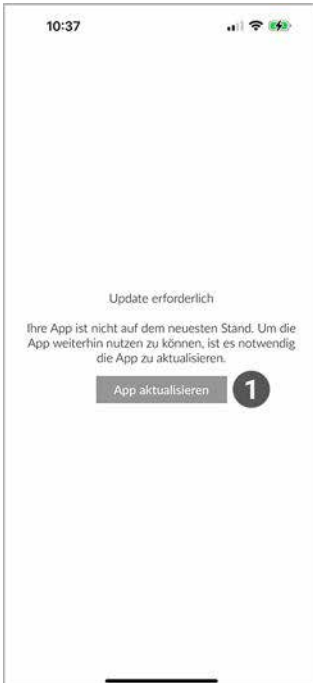 10:37
Update erforderlich
Ihre App ist nicht auf dem neuesten Stand. Um die
App weiterhin nutzen zu können, ist es notwendig
die App zu aktualisieren.
App aktualisieren
1